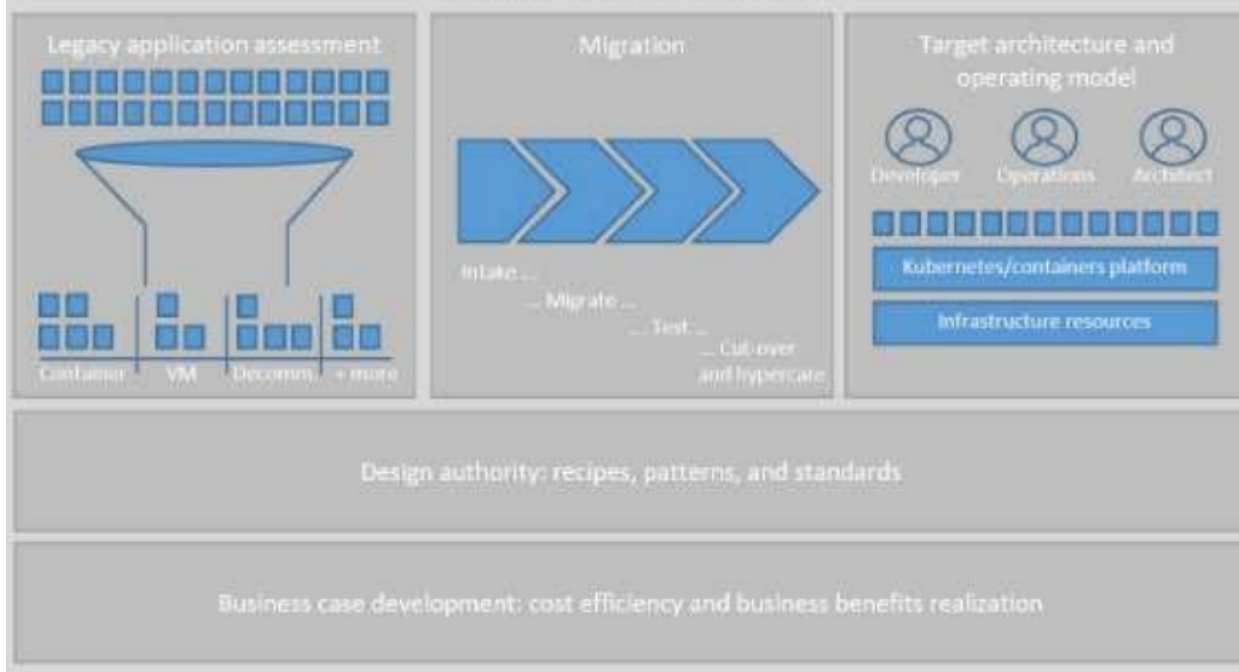 Legacy application assessment
Container
VM
Decomm.
+ more
Migration
Intake ...
... Migrate ...
... Test ...
... Cut-over
and hypercare
Target architecture and
operating model
Developer
Operations
Architect
Kubernetes/containers platform
Infrastructure resources
Design authority: recipes, patterns, and standards
Business case development: cost efficiency and business benefits realization